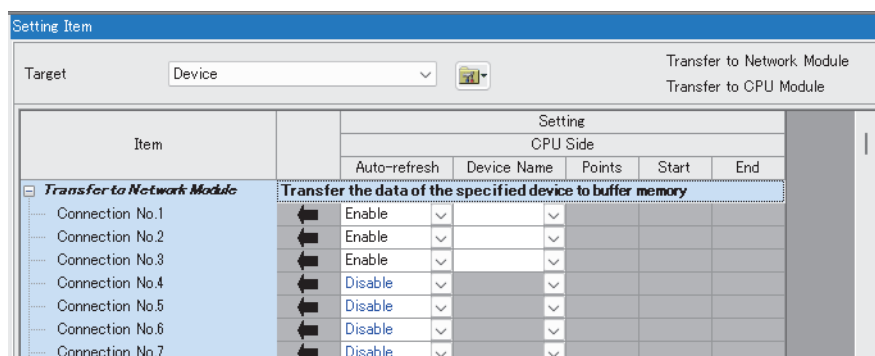 Setting Item
Target Device Transfer to Network Module
Transfer to CPU Module
Setting
Item CPU Side
Auto-refresh Device Name Points Start End
Transfer to Network Module Transfer the data of the specified device to buffer memory
Connection No.1 Enable
Connection No.2 Enable
Connection No.3 Enable
Connection No.4 Disable
Connection No.5 Disable
Connection No.6 Disable
Connection No.7 Disable